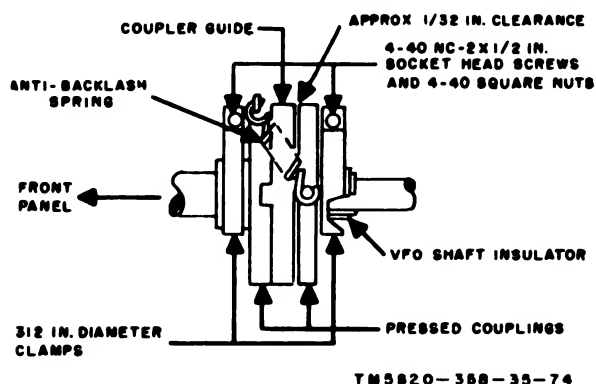 COUPLER GUIDE
APPROX 1/32 IN. CLEARANCE
4-40 NC-2X1/2 IN.
SOCKET HEAD SCREWS
AND 4-40 SQUARE NUTS
ANTI-BACKLASH
SPRING
FRONT
PANEL
VFO SHAFT INSULATOR
312 IN. DIAMETER
CLAMPS
PRESSED COUPLINGS
TM5820-358-35-74